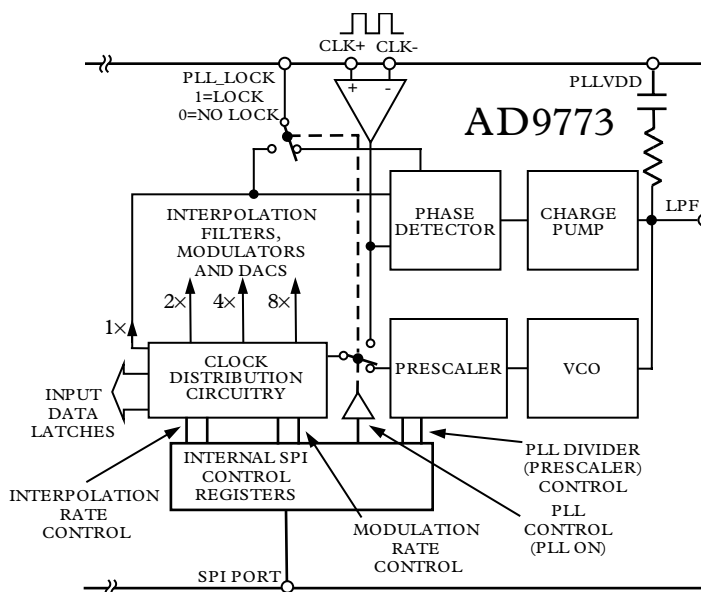 CLK+ CLK-
PLL_LOCK
1=LOCK
0=NO LOCK
+ -
PLLVDD
AD9773
INTERPOLATION
FILTERS,
MODULATORS
AND DACS
PHASE
DETECTOR
CHARGE
PUMP
LPF
2× 4× 8×
1×
CLOCK
DISTRIBUTION
CIRCUITRY
PRESCALER
VCO
INPUT
DATA
LATCHES
INTERNAL SPI
CONTROL
REGISTERS
PLL DIVIDER
(PRESCALER)
CONTROL
INTERPOLATION
RATE
CONTROL
MODULATION
RATE
CONTROL
PLL
CONTROL
(PLL ON)
SPI PORT